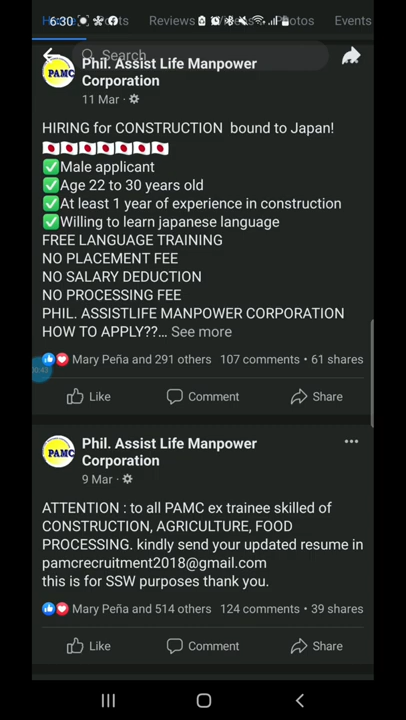 6:30
Posts Reviews Photos Events
Search
Phil. Assist Life Manpower
Corporation
11 Mar
HIRING for CONSTRUCTION bound to Japan!
🇯🇵🇯🇵🇯🇵🇯🇵🇯🇵🇯🇵🇯🇵
✅Male applicant
✅Age 22 to 30 years old
✅At least 1 year of experience in construction
✅Willing to learn japanese language
FREE LANGUAGE TRAINING
NO PLACEMENT FEE
NO SALARY DEDUCTION
NO PROCESSING FEE
PHIL. ASSISTLIFE MANPOWER CORPORATION
HOW TO APPLY??... See more
00:43
Mary Peña and 291 others 107 comments • 61 shares
Like Comment Share
PAMC
Phil. Assist Life Manpower
Corporation
9 Mar
ATTENTION : to all PAMC ex trainee skilled of
CONSTRUCTION, AGRICULTURE, FOOD
PROCESSING. kindly send your updated resume in
pamcrecruitment2018@gmail.com
this is for SSW purposes thank you.
Mary Peña and 514 others 124 comments • 39 shares
Like Comment Share